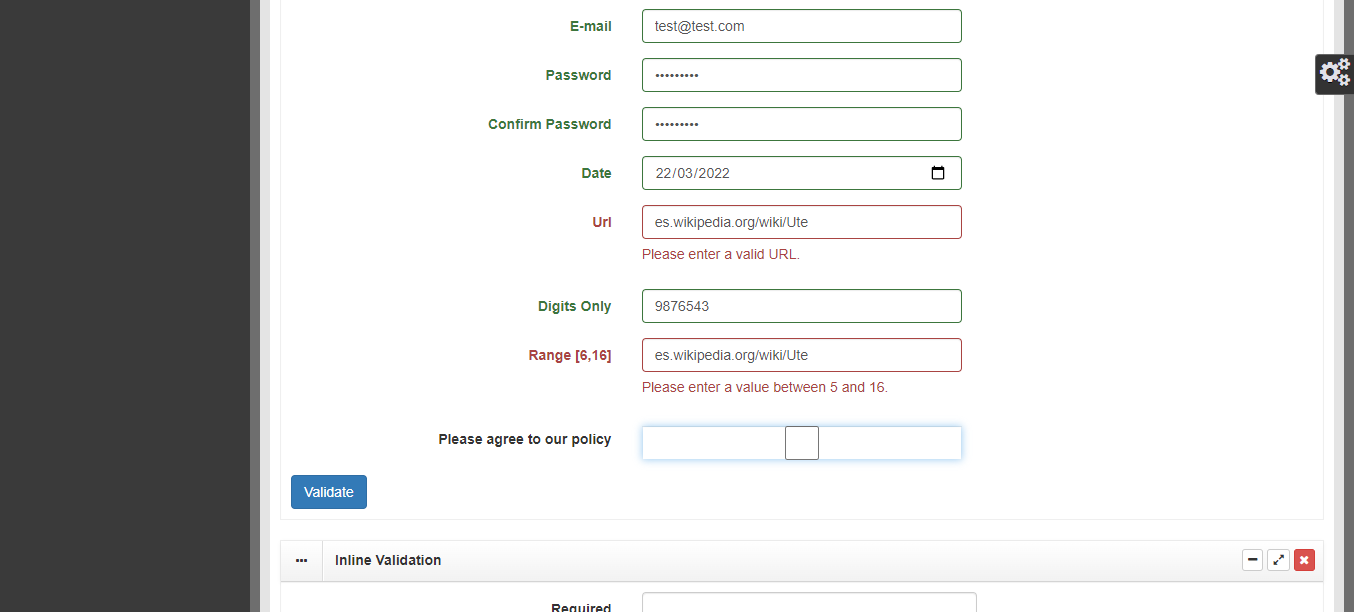 E-mail test@test.com
Password •••••••••
Confirm Password •••••••••
Date 22/03/2022
Url es.wikipedia.org/wiki/Ute
Please enter a valid URL.
Digits Only 9876543
Range [6,16] es.wikipedia.org/wiki/Ute
Please enter a value between 5 and 16.
Please agree to our policy
Validate
Inline Validation
Required